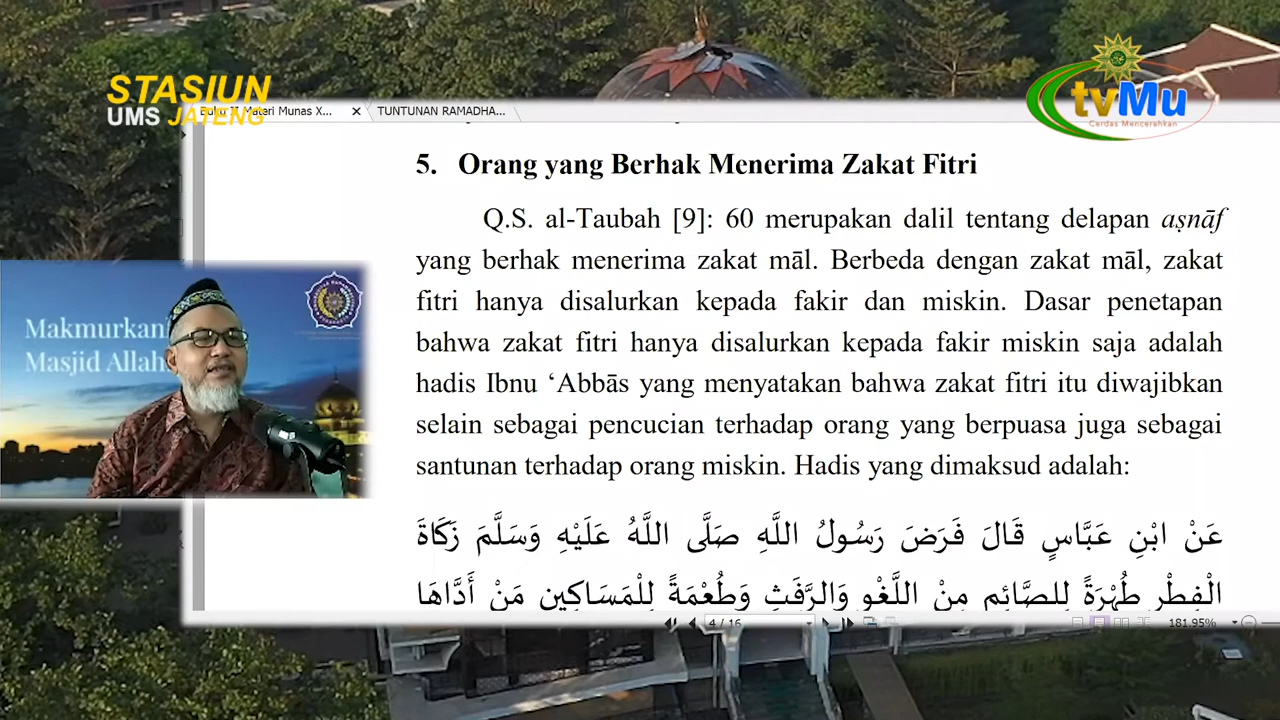 STASIUN
UMS JATENG
Materi Munas X...
TUNTUNAN RAMADHA...
tvMu
Cerdas Mencerahkan
5. Orang yang Berhak Menerima Zakat Fitri
Q.S. al-Taubah [9]: 60 merupakan dalil tentang delapan aṣnāf
yang berhak menerima zakat māl. Berbeda dengan zakat māl, zakat
fitri hanya disalurkan kepada fakir dan miskin. Dasar penetapan
bahwa zakat fitri hanya disalurkan kepada fakir miskin saja adalah
hadis Ibnu ‘Abbās yang menyatakan bahwa zakat fitri itu diwajibkan
selain sebagai pencucian terhadap orang yang berpuasa juga sebagai
santunan terhadap orang miskin. Hadis yang dimaksud adalah:
عَنْ ابْنِ عَبَّاسٍ قَالَ فَرَضَ رَسُولُ اللَّهِ صَلَّى اللَّهُ عَلَيْهِ وَسَلَّمَ زَكَاةَ
الْفِطْرِ طُهْرَةً لِلصَّائِمِ مِنْ اللَّغْوِ وَالرَّفَثِ وَطُعْمَةً لِلْمَسَاكِينِ مَنْ أَدَّاهَا
Makmurkan
Masjid Allah
4 / 16
181.95%